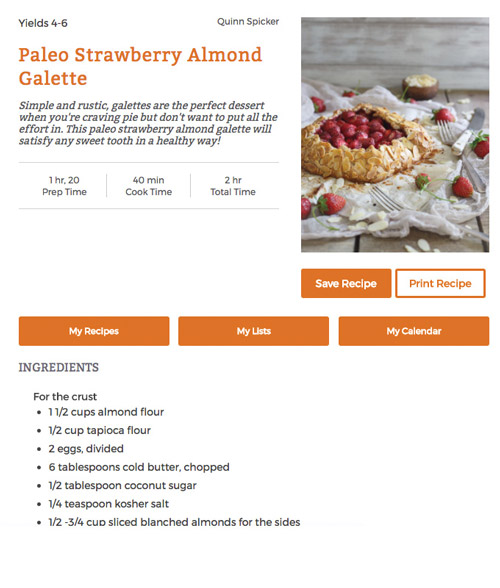 Yields 4-6
Quinn Spicker
Paleo Strawberry Almond
Galette
Simple and rustic, galettes are the perfect dessert
when you're craving pie but don't want to put all the
effort in. This paleo strawberry almond galette will
satisfy any sweet tooth in a healthy way!
1 hr, 20
Prep Time
40 min
Cook Time
2 hr
Total Time
Save Recipe
Print Recipe
My Recipes
My Lists
My Calendar
INGREDIENTS
For the crust
• 1 1/2 cups almond flour
• 1/2 cup tapioca flour
• 2 eggs, divided
• 6 tablespoons cold butter, chopped
• 1/2 tablespoon coconut sugar
• 1/4 teaspoon kosher salt
• 1/2 -3/4 cup sliced blanched almonds for the sides